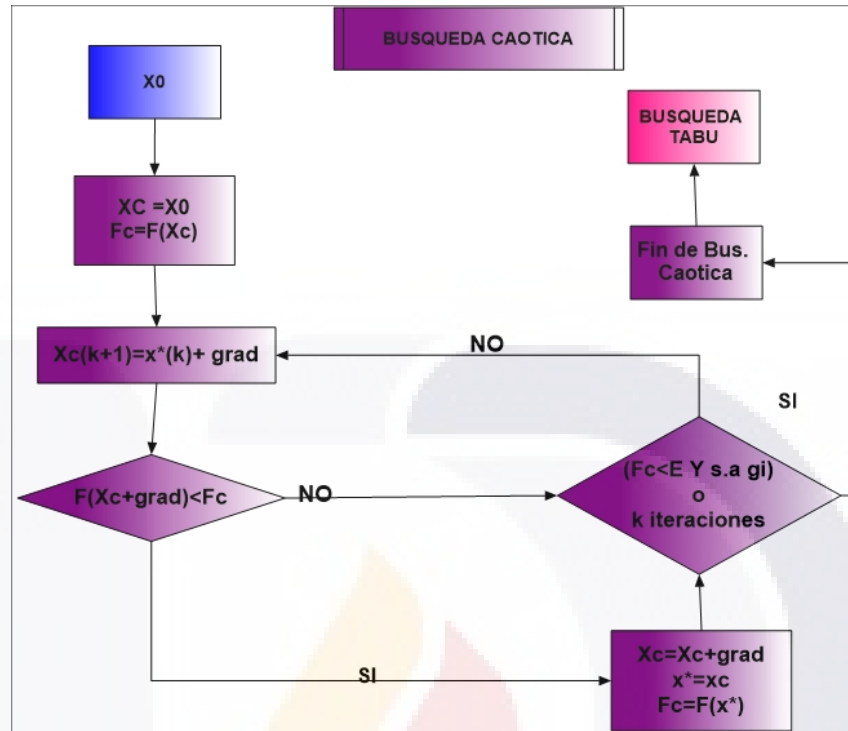 BUSQUEDA CAOTICA
X0
BUSQUEDA
TABU
XC =X0
Fc=F(Xc)
Fin de Bus.
Caotica
Xc(k+1)=x*(k)+ grad
NO
SI
F(Xc+grad)<Fc
NO
(Fc<E Y s.a gi)
o
k iteraciones
SI
Xc=Xc+grad
x*=xc
Fc=F(x*)